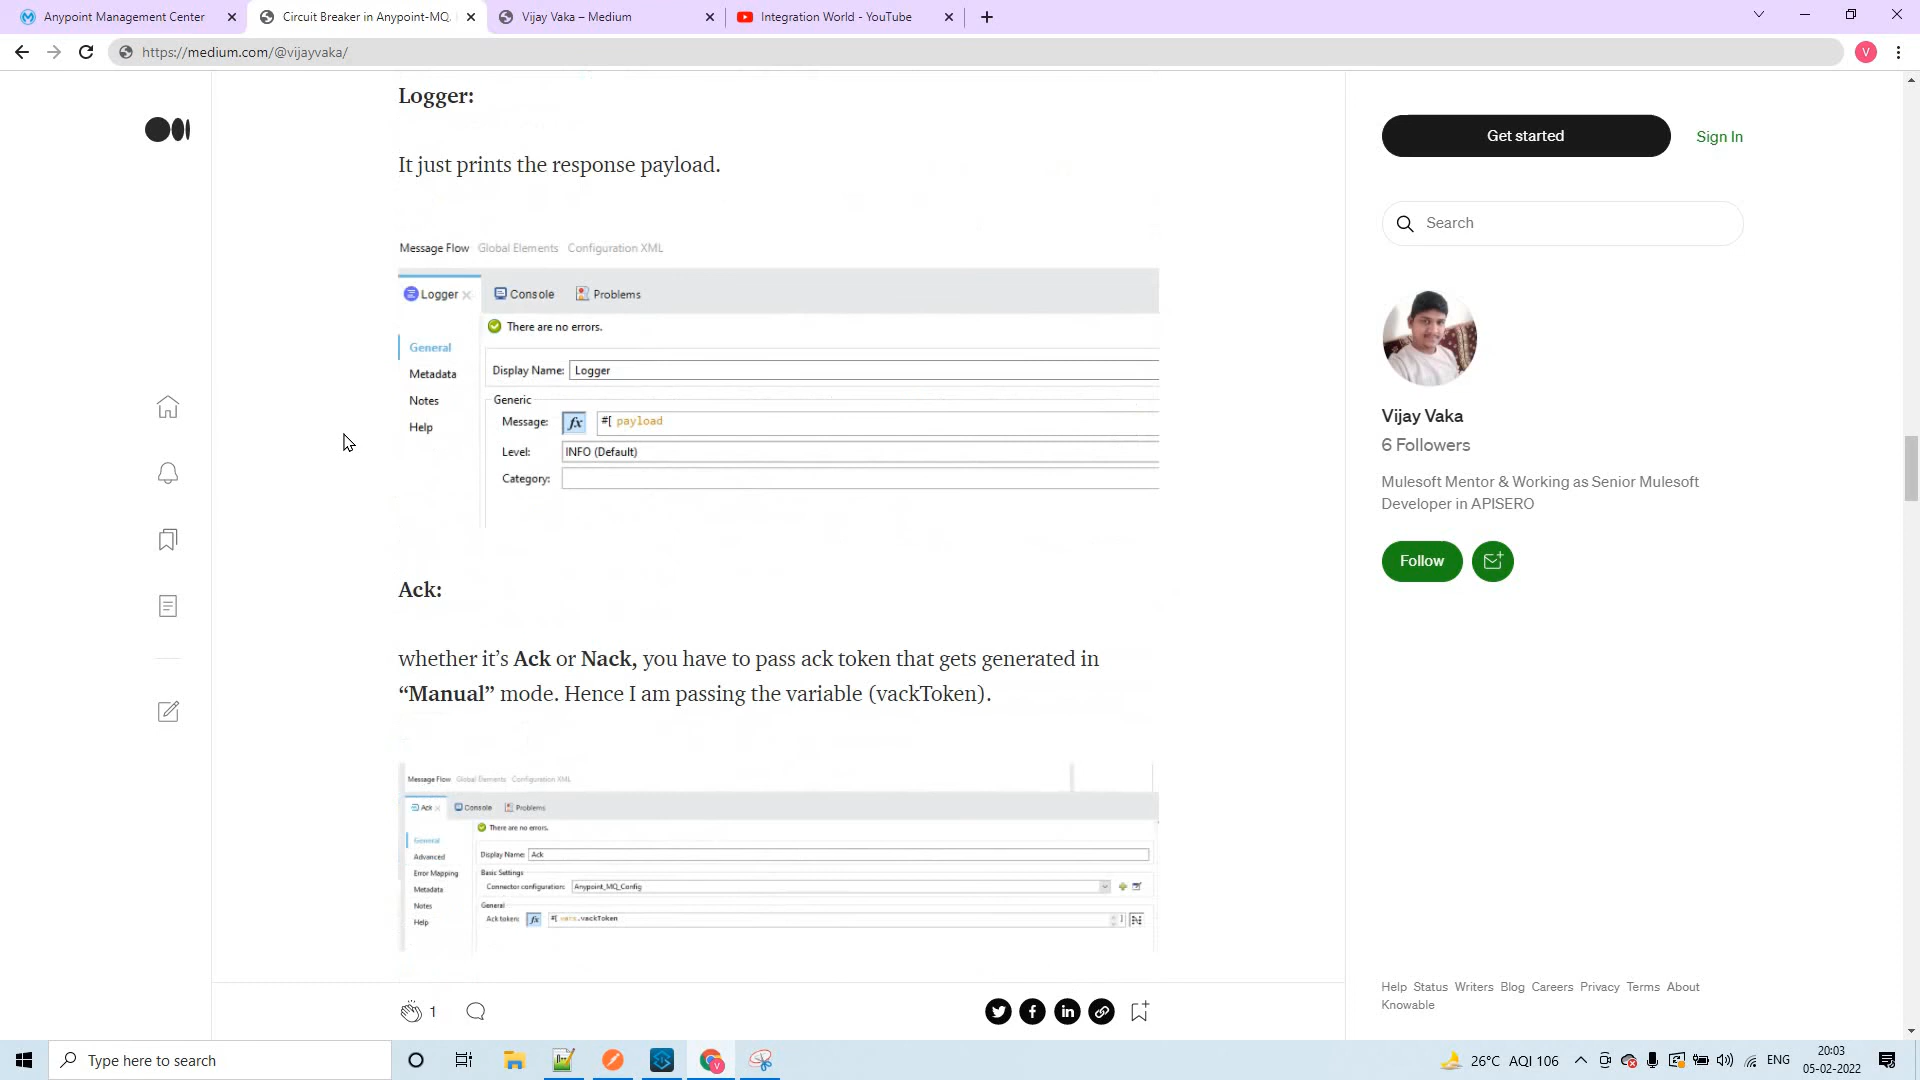 Anypoint Management Center
Circuit Breaker in Anypoint-MQ.
Vijay Vaka – Medium
Integration World - YouTube
https://medium.com/@vijayvaka/
V
Logger:
It just prints the response payload.
Message Flow Global Elements Configuration XML
Logger Console Problems
There are no errors.
General
Metadata
Notes
Help
Display Name: Logger
Generic
Message: fx #[ payload
Level: INFO (Default)
Category:
Ack:
whether it’s Ack or Nack, you have to pass ack token that gets generated in
“Manual” mode. Hence I am passing the variable (vackToken).
Message Flow Global Elements Configuration XML
Ack Console Problems
There are no errors.
General
Advanced
Error Mapping
Metadata
Notes
Help
Display Name: Ack
Basic Settings
Connector configuration: Anypoint_MQ_Config
General
Ack token: fx #[ vars.vackToken ]
1
Get started
Sign In
Search
Vijay Vaka
6 Followers
Mulesoft Mentor & Working as Senior Mulesoft
Developer in APISERO
Follow
Help Status Writers Blog Careers Privacy Terms About
Knowable
Type here to search
26°C AQI 106
ENG
20:03
05-02-2022